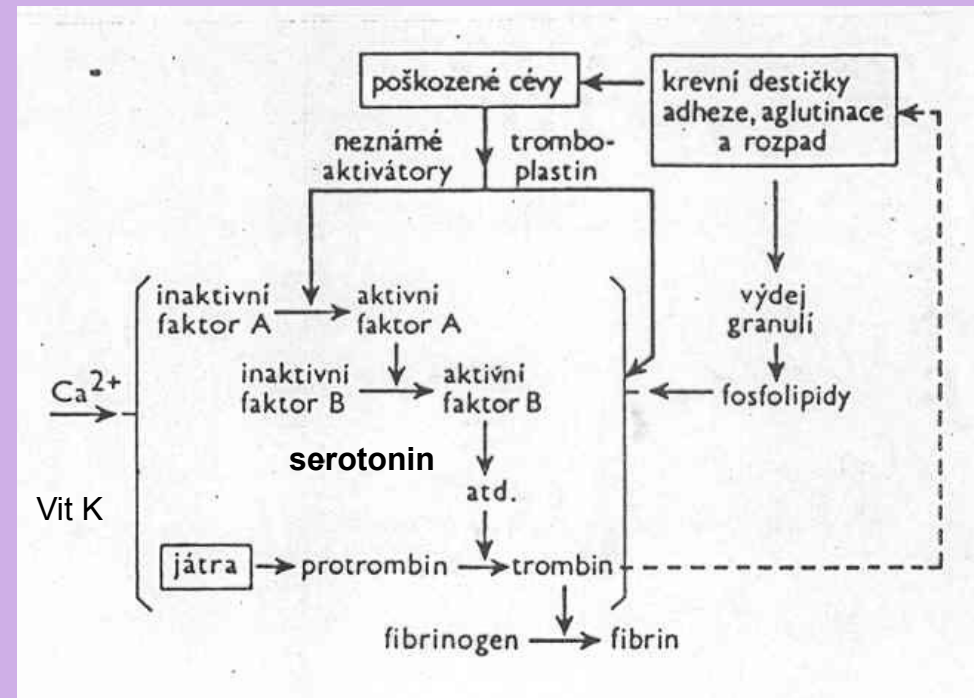 poškozené cévy
krevní destičky
adheze, aglutinace
a rozpad
neznámé
aktivátory
trombo-
plastin
inaktivní
faktor A
aktivní
faktor A
výdej
granulí
inaktivní
faktor B
aktivní
faktor B
Ca2+
fosfolipidy
serotonin
atd.
Vit K
játra
protrombin
trombin
fibrinogen
fibrin